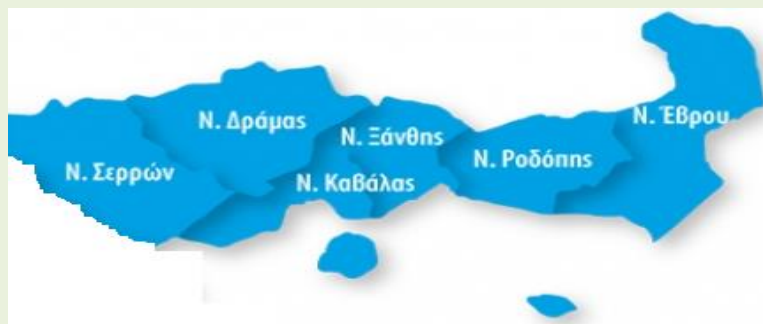 Ν. Έβρου
Ν. Δράμας
Ν. Ξάνθης
Ν. Ροδόπης
Ν. Σερρών
Ν. Καβάλας